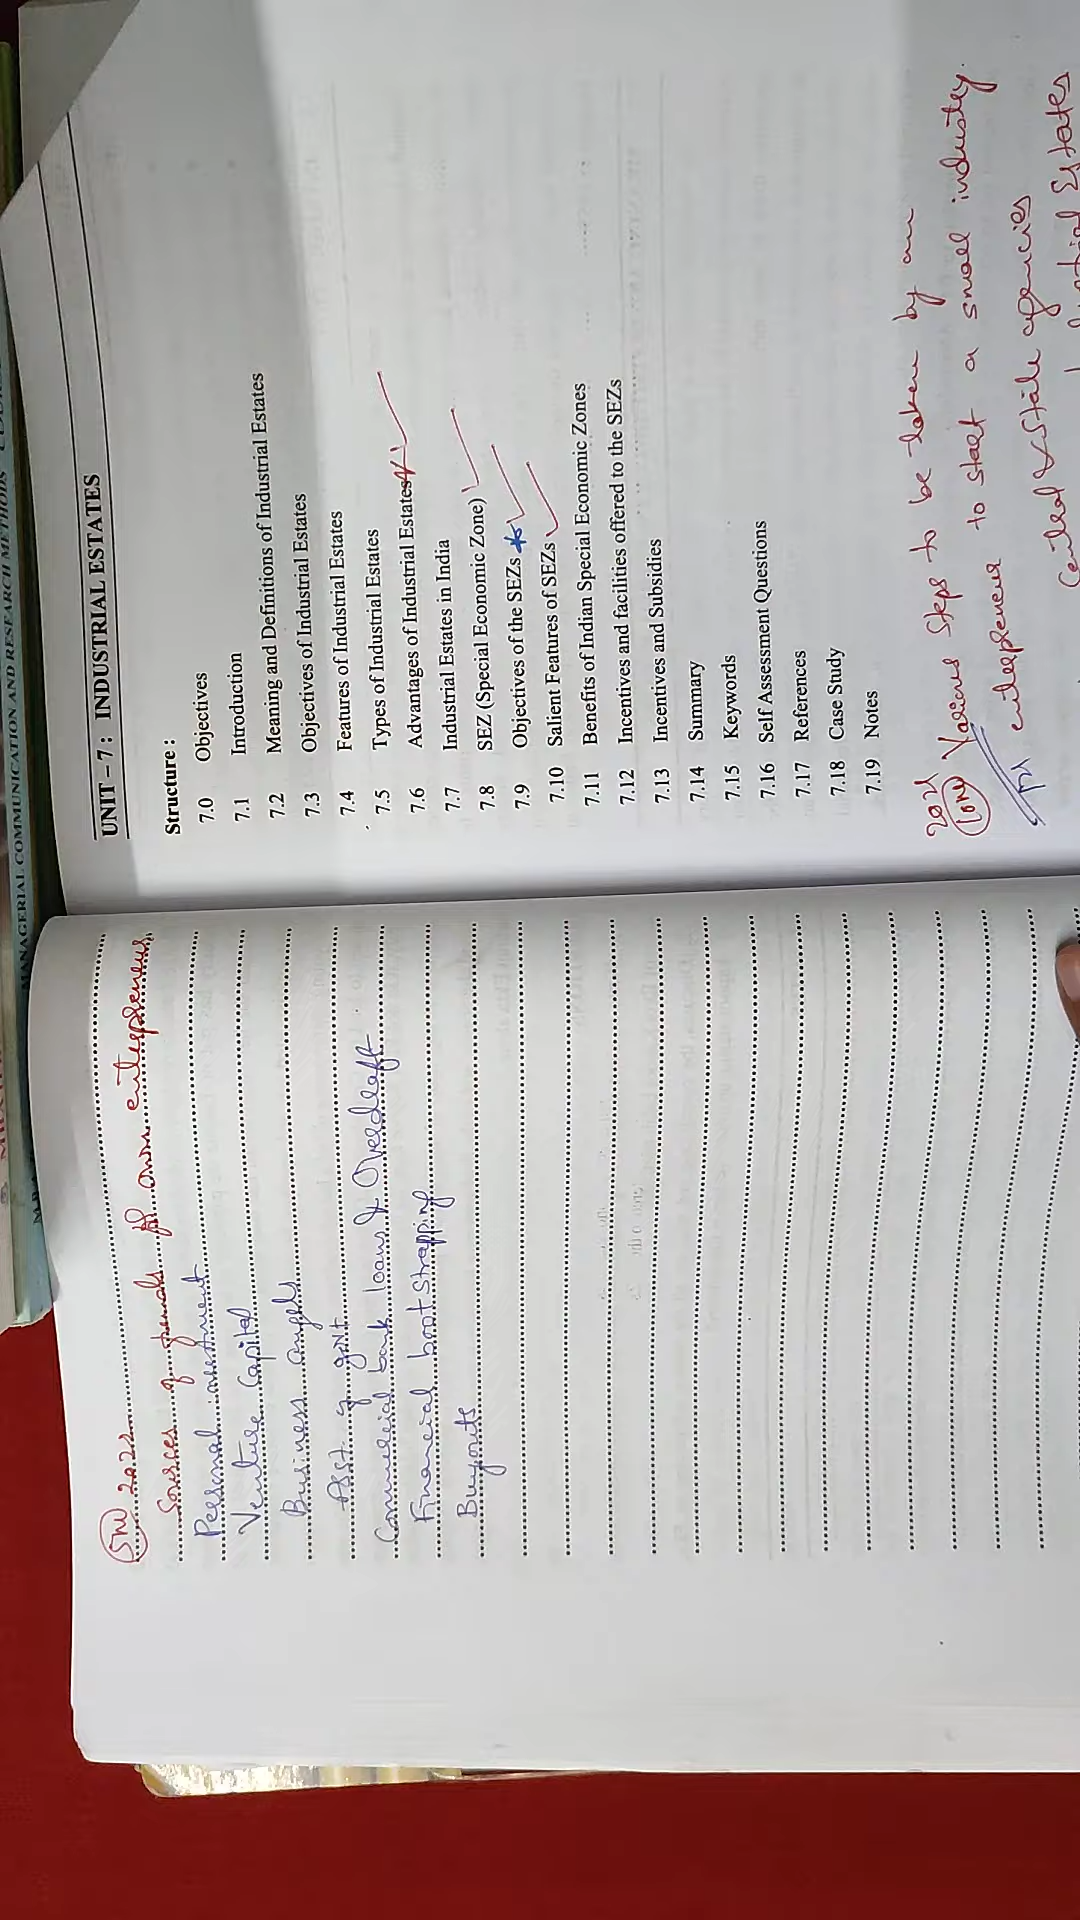 MANAGERIAL COMMUNICATION AND RESEARCH METHODS
5M 2022
Sources of funds of own entrepreneur
Personal investment
Venture Capital
Business angels
Asst. of govt
Commercial bank loans & Overdraft
Financial bootstrapping
Buyouts
UNIT – 7 : INDUSTRIAL ESTATES
Structure :
7.0 Objectives
7.1 Introduction
7.2 Meaning and Definitions of Industrial Estates
7.3 Objectives of Industrial Estates
7.4 Features of Industrial Estates
7.5 Types of Industrial Estates
7.6 Advantages of Industrial Estates
7.7 Industrial Estates in India
7.8 SEZ (Special Economic Zone)
7.9 Objectives of the SEZs
7.10 Salient Features of SEZs
7.11 Benefits of Indian Special Economic Zones
7.12 Incentives and facilities offered to the SEZs
7.13 Incentives and Subsidies
7.14 Summary
7.15 Keywords
7.16 Self Assessment Questions
7.17 References
7.18 Case Study
7.19 Notes
2021
10M Various steps to be taken by an
entrepreneur to start a small industry.
Central & State agencies
Estates